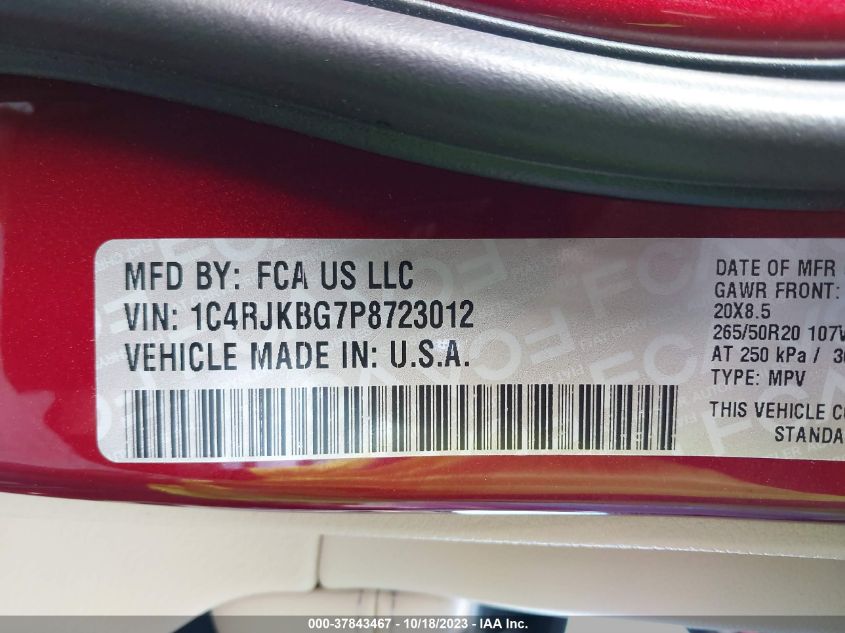 MFD BY: FCA US LLC
VIN: 1C4RJKBG7P8723012
VEHICLE MADE IN: U.S.A.
DATE OF MFR
GAWR FRONT:
20X8.5
265/50R20 107V
AT 250 kPa /
TYPE: MPV
THIS VEHICLE
000-37843467 - 10/18/2023 - IAA Inc.